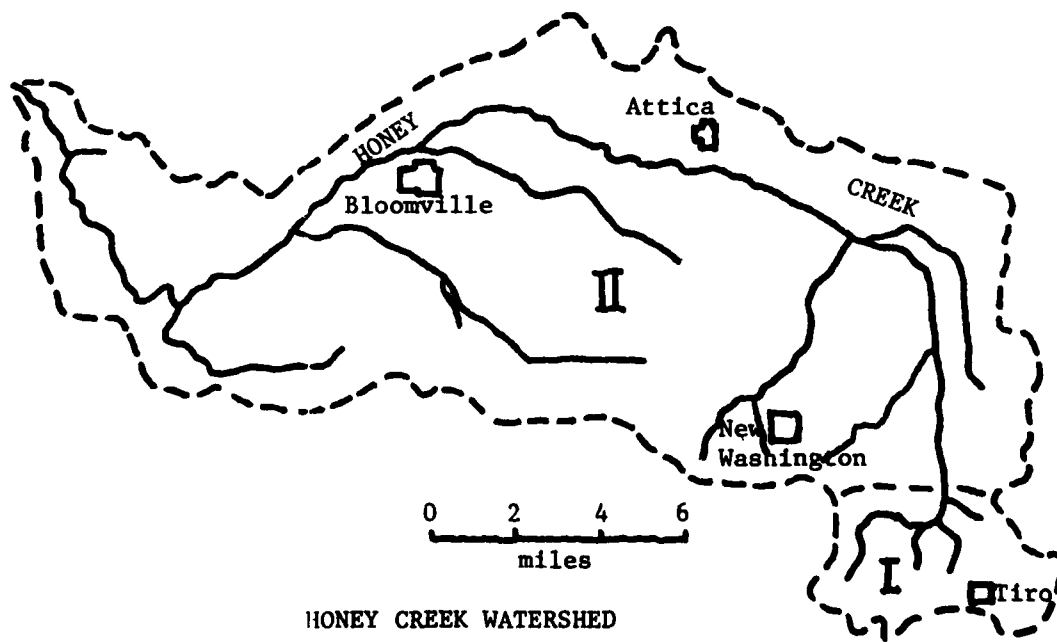 Attica
HONEY
CREEK
Bloomville
II
New
Washington
0 2 4 6
miles
I
Tiro
HONEY CREEK WATERSHED